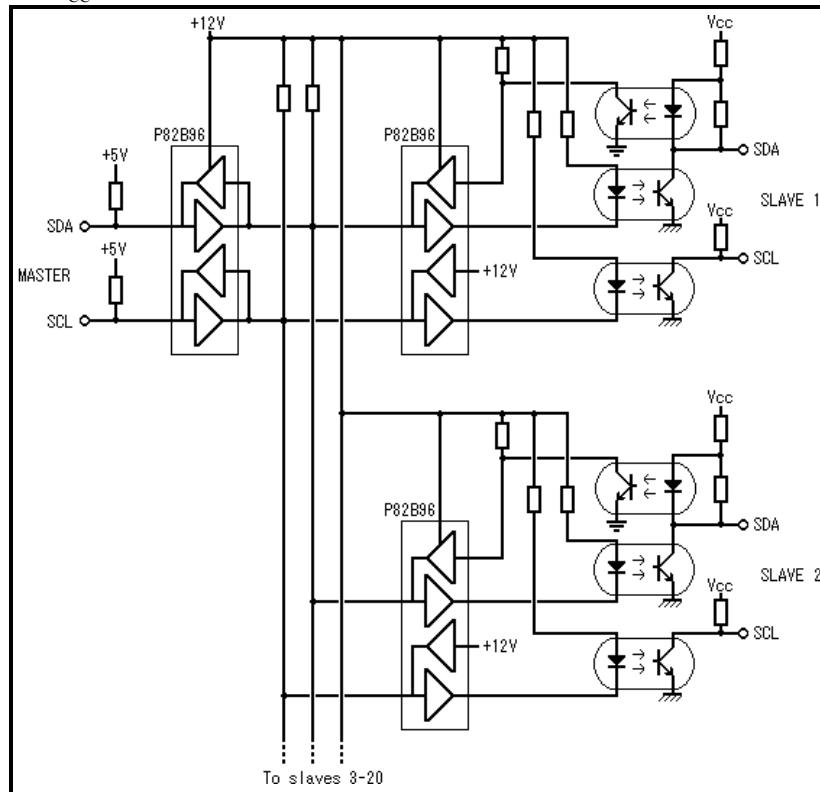 +12V
Vcc
P82B96
P82B96
+5V
SDA
SDA
SLAVE 1
+5V
Vcc
MASTER
+12V
SCL
SCL
Vcc
P82B96
SDA
SLAVE 2
Vcc
+12V
SCL
To slaves 3-20